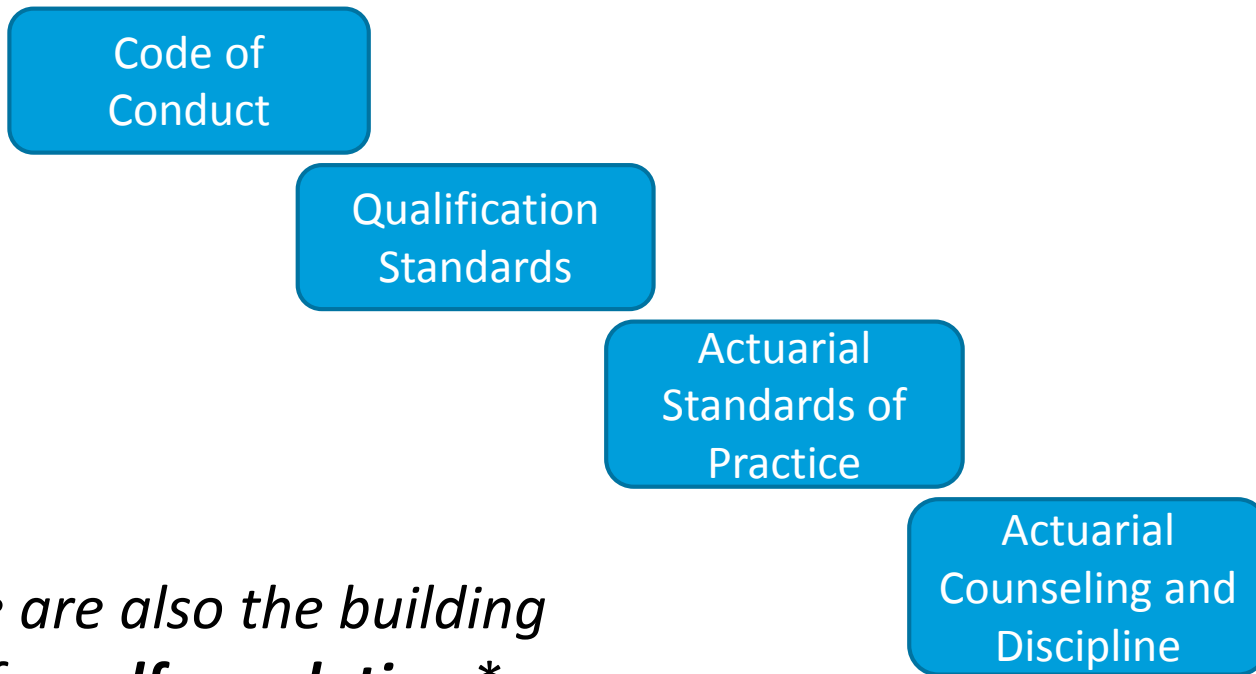 Code of
Conduct
Qualification
Standards
Actuarial
Standards of
Practice
Actuarial
Counseling and
Discipline
are also the building